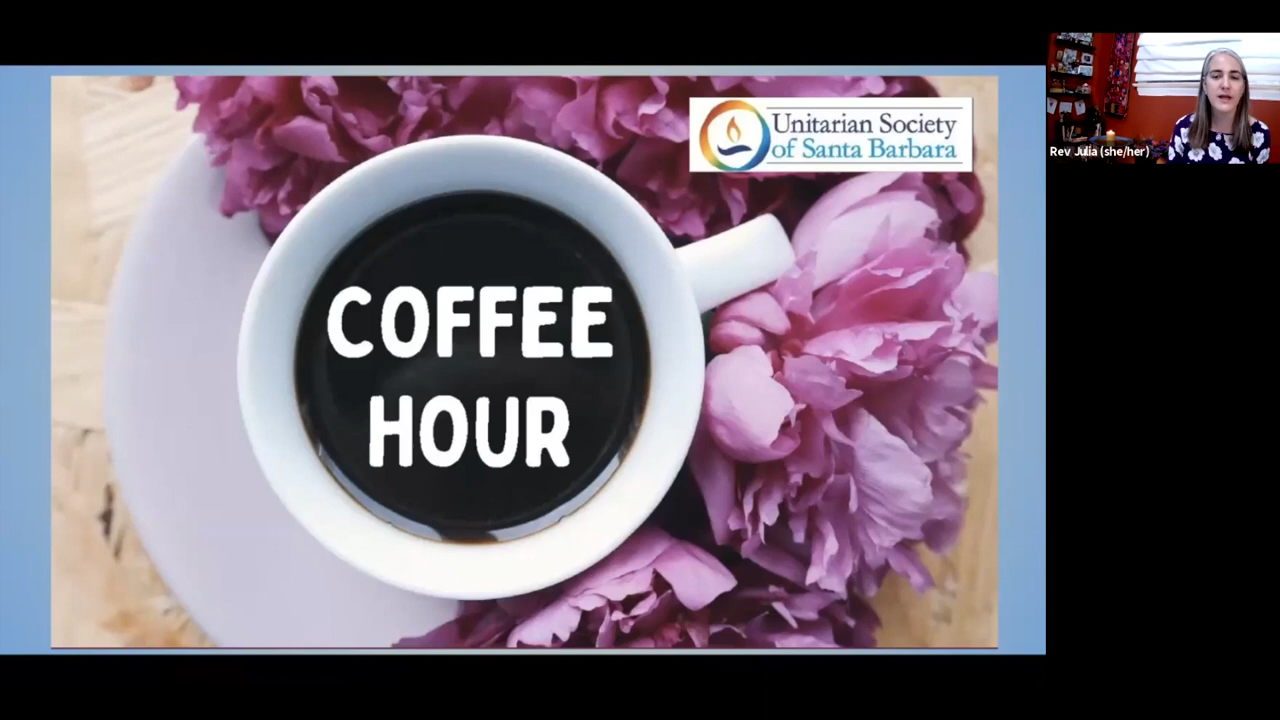 Unitarian Society
of Santa Barbara
COFFEE
HOUR
Rev Julia (she/her)